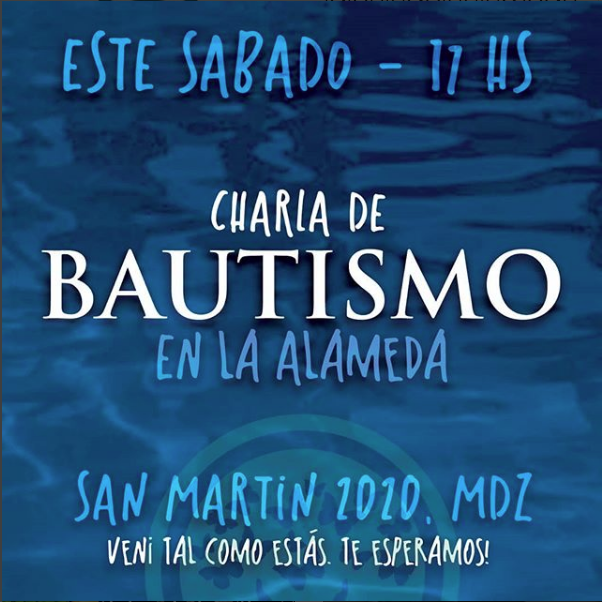 ESTE SABADO - 17 HS
CHARLA DE
BAUTISMO
EN LA ALAMEDA
SAN MARTIN 2020, MDZ
VENI TAL COMO ESTÁS. TE ESPERAMOS!